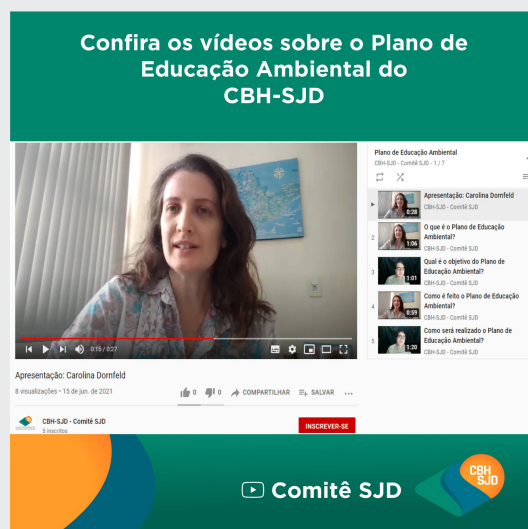 Confira os vídeos sobre o Plano de
Educação Ambiental do
CBH-SJD
Plano de Educação Ambiental
CBH-SJD - Comitê SJD - 1 / 7
Apresentação: Carolina Dornfeld
0:28
CBH-SJD - Comitê SJD
2
O que é o Plano de Educação
Ambiental?
1:06
CBH-SJD - Comitê SJD
3
Qual é o objetivo do Plano de
Educação Ambiental?
1:01
CBH-SJD - Comitê SJD
4
Como é feito o Plano de Educação
Ambiental?
0:59
CBH-SJD - Comitê SJD
5
Como será realizado o Plano de
Educação Ambiental?
1:20
CBH-SJD - Comitê SJD
0:15 / 0:27
Apresentação: Carolina Dornfeld
8 visualizações • 15 de jun. de 2021
0
0
COMPARTILHAR
SALVAR
CBH-SJD - Comitê SJD
5 inscritos
INSCREVER-SE
Comitê SJD
CBH
SJD